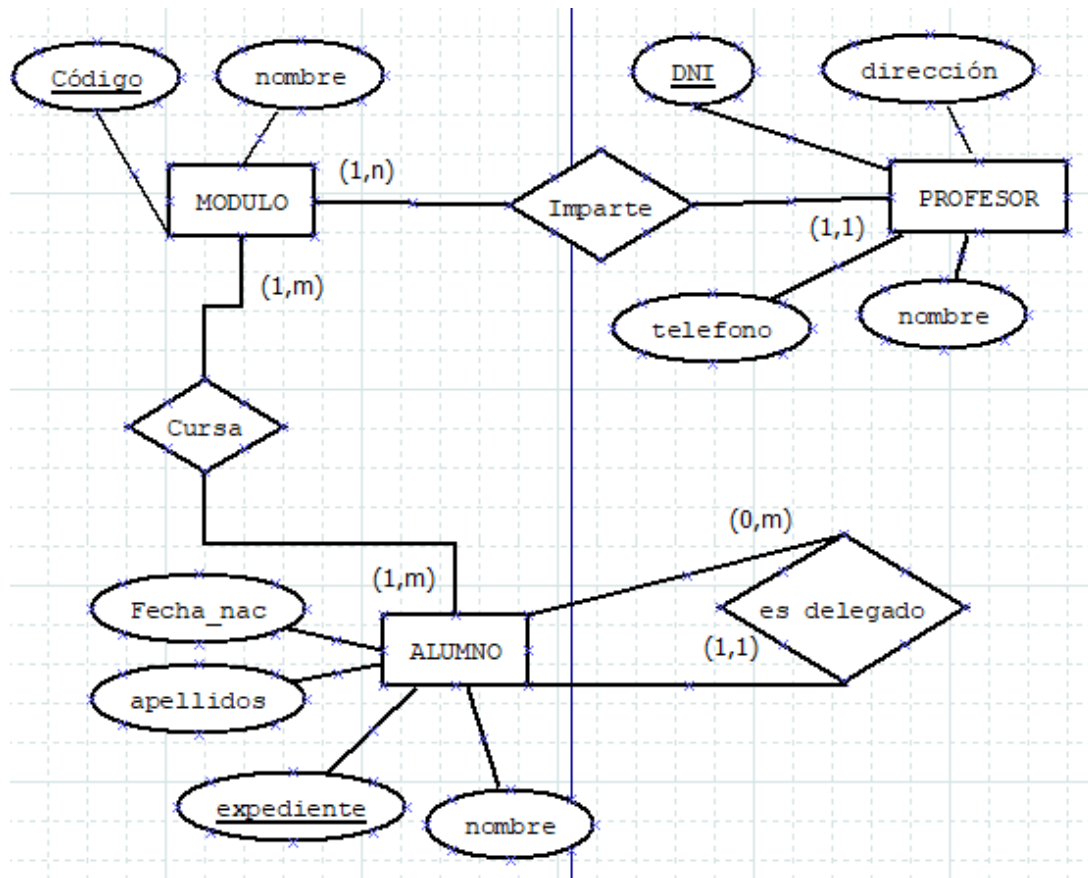 Código
nombre
DNI
dirección
MODULO
(1,n)
Imparte
(1,1)
PROFESOR
(1,m)
telefono
nombre
Cursa
(0,m)
(1,m)
Fecha_nac
es delegado
ALUMNO
(1,1)
apellidos
expediente
nombre